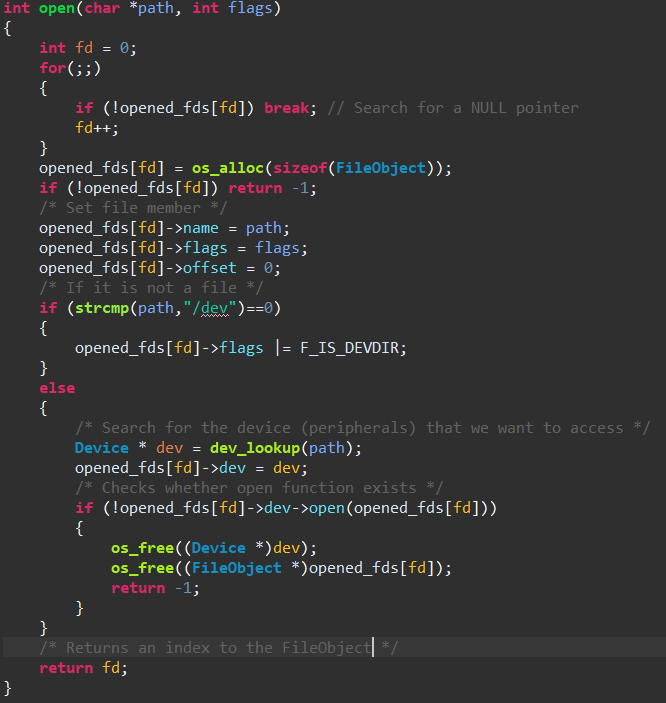 int open(char *path, int flags)
{
    int fd = 0;
    for(;;)
    {
        if (!opened_fds[fd]) break; // Search for a NULL pointer
        fd++;
    }
    opened_fds[fd] = os_alloc(sizeof(FileObject));
    if (!opened_fds[fd]) return -1;
    /* Set file member */
    opened_fds[fd]->name = path;
    opened_fds[fd]->flags = flags;
    opened_fds[fd]->offset = 0;
    /* If it is not a file */
    if (strcmp(path,"/dev")==0)
    {
        opened_fds[fd]->flags |= F_IS_DEVDIR;
    }
    else
    {
        /* Search for the device (peripherals) that we want to access */
        Device * dev = dev_lookup(path);
        opened_fds[fd]->dev = dev;
        /* Checks whether open function exists */
        if (!opened_fds[fd]->dev->open(opened_fds[fd]))
        {
            os_free((Device *)dev);
            os_free((FileObject *)opened_fds[fd]);
            return -1;
        }
    }
    /* Returns an index to the FileObject */
    return fd;
}